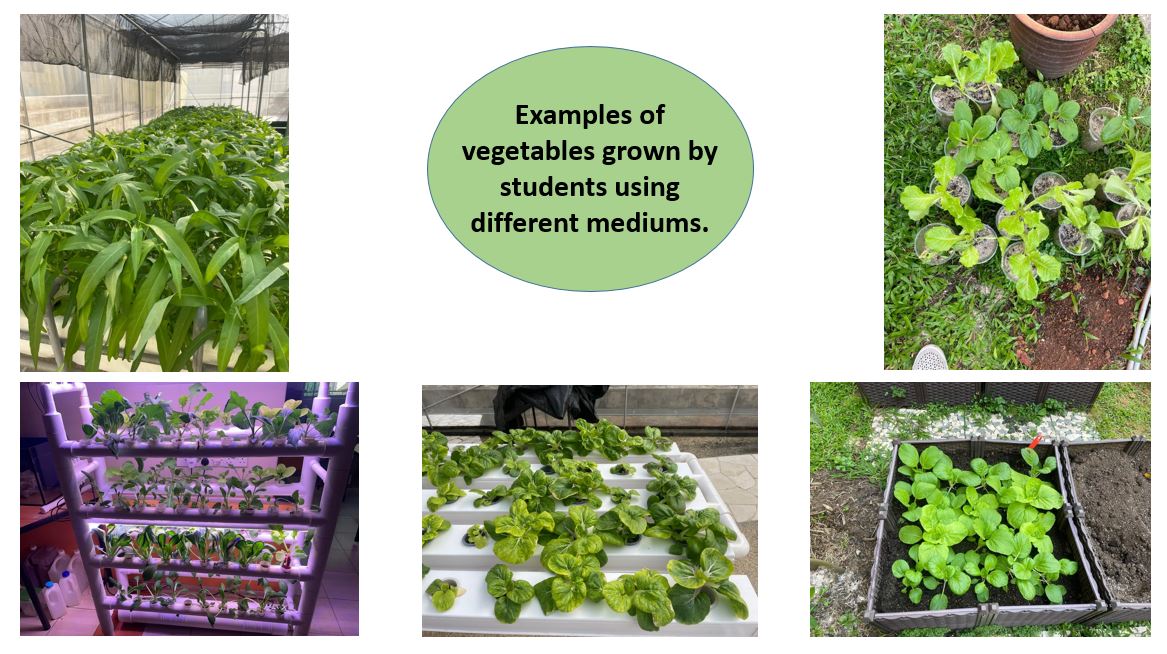 Examples of
vegetables grown by
students using
different mediums.